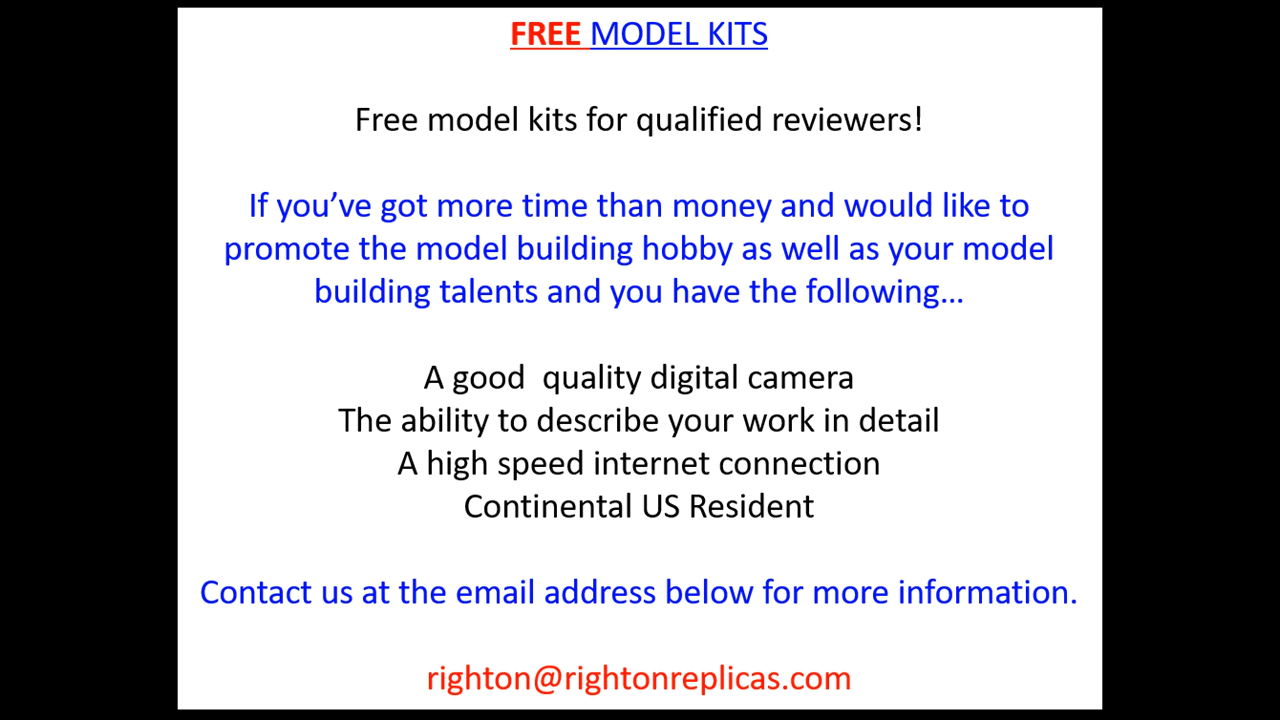 FREE MODEL KITS
Free model kits for qualified reviewers!
If you’ve got more time than money and would like to
promote the model building hobby as well as your model
building talents and you have the following…
A good  quality digital camera
The ability to describe your work in detail
A high speed internet connection
Continental US Resident
Contact us at the email address below for more information.
righton@rightonreplicas.com